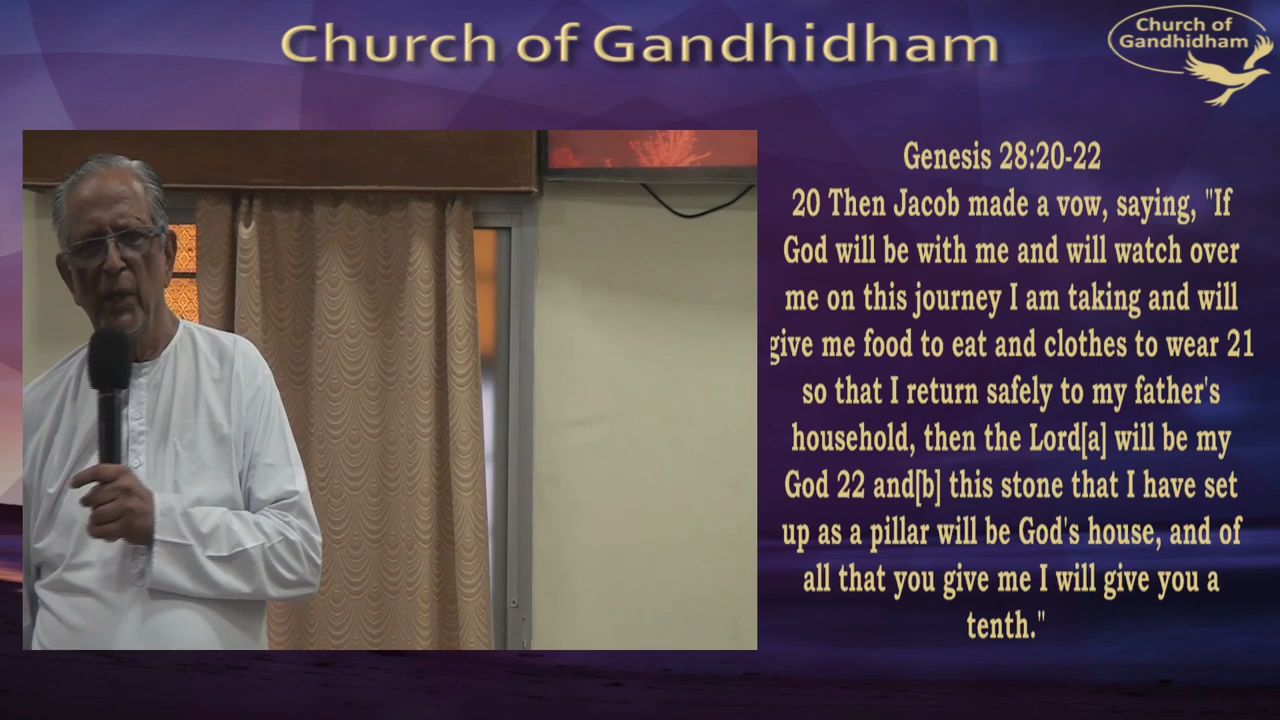 Church of Gandhidham
Church of
Gandhidham
Genesis 28:20-22
20 Then Jacob made a vow, saying, "If
God will be with me and will watch over
me on this journey I am taking and will
give me food to eat and clothes to wear 21
so that I return safely to my father's
household, then the Lord[a] will be my
God 22 and[b] this stone that I have set
up as a pillar will be God's house, and of
all that you give me I will give you a
tenth."